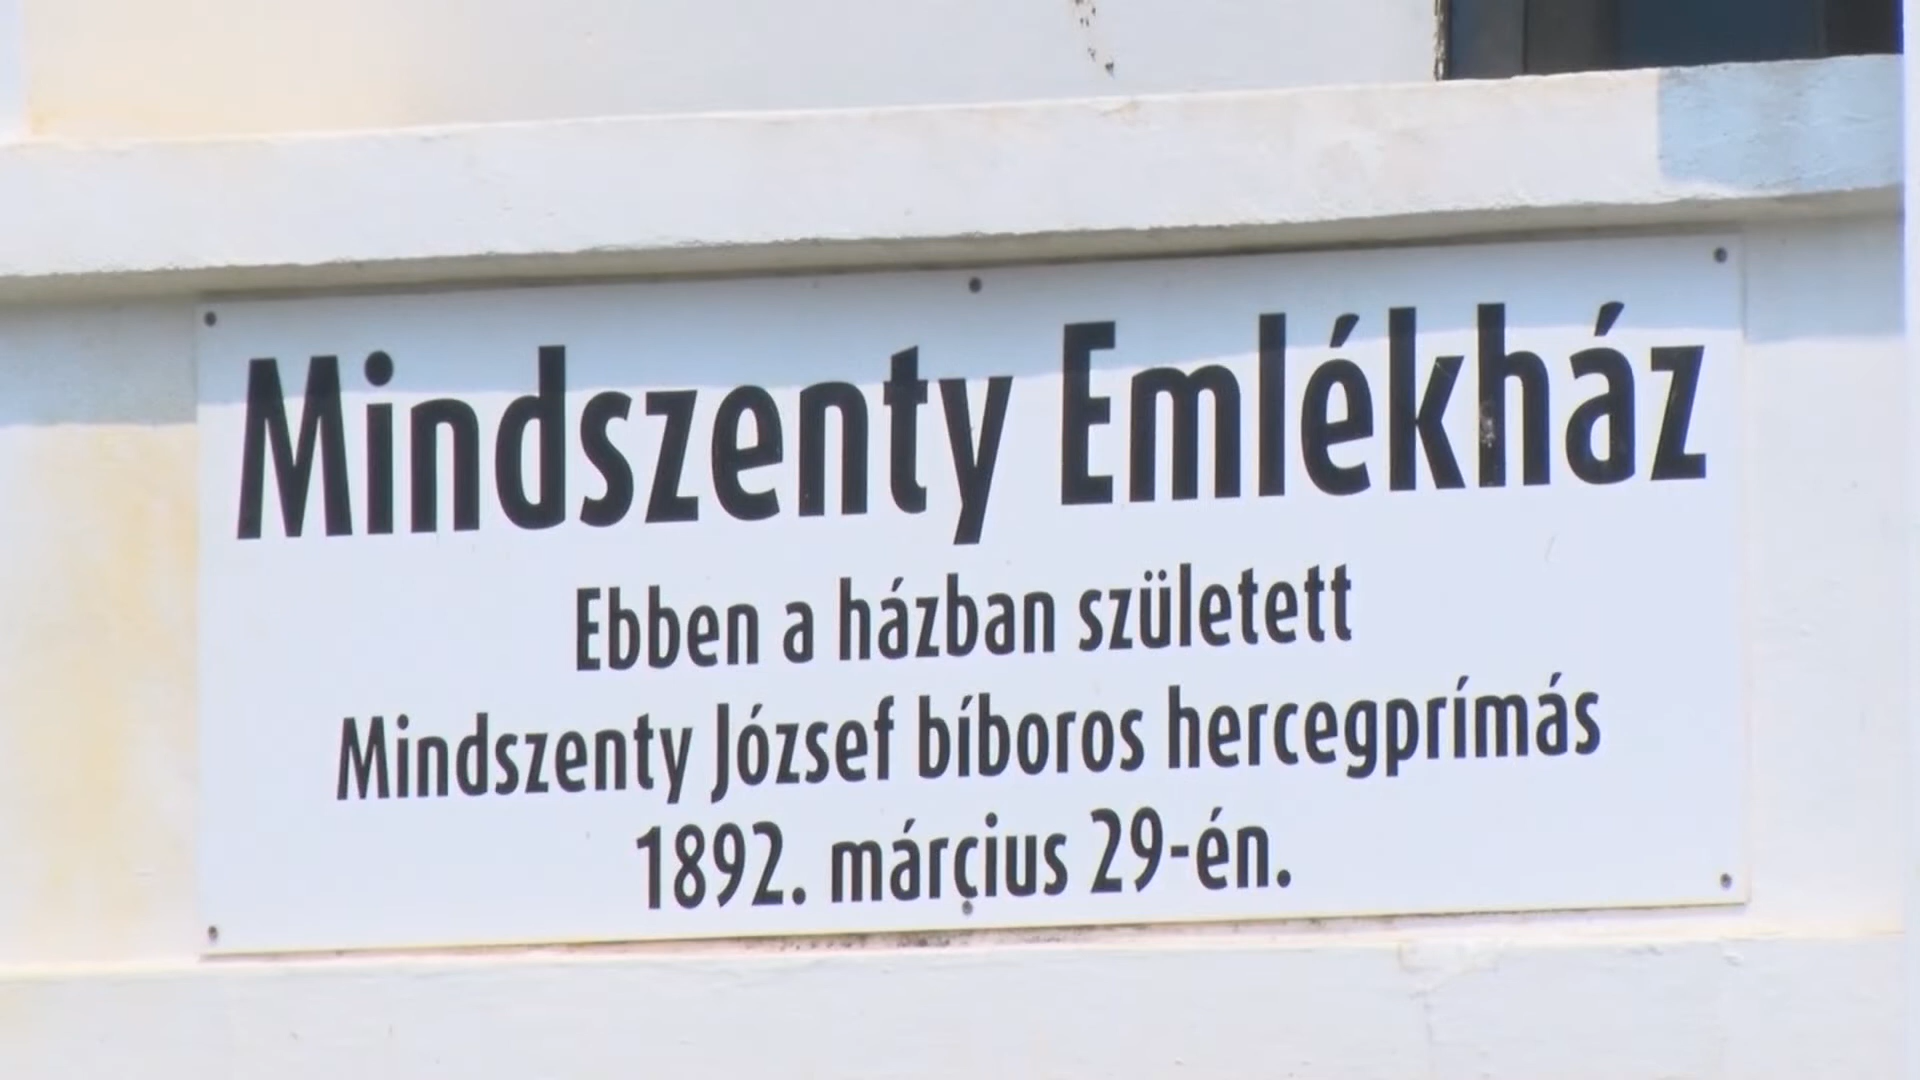 Mindszenty Emlékház
Ebben a házban született
Mindszenty József bíboros hercegprímás
1892. március 29-én.